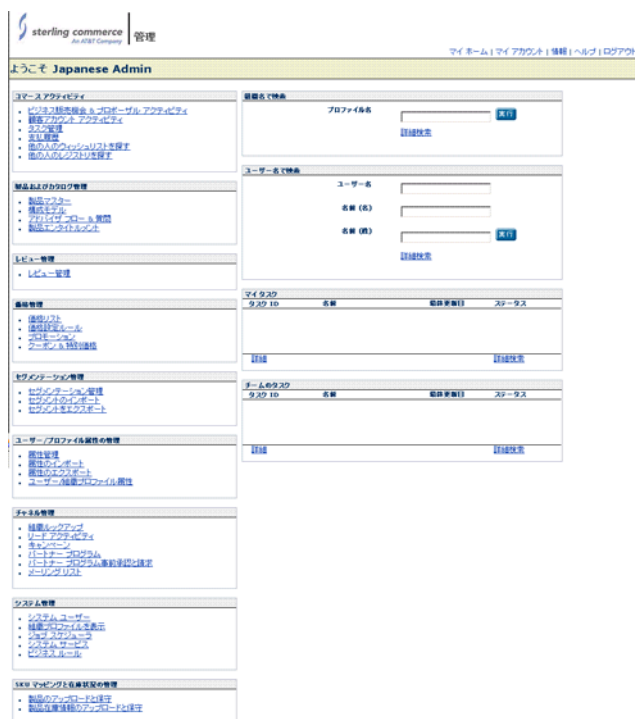 sterling commerce
An AT&T Company
管理
マイ ホーム | マイ アカウント | 情報 | ヘルプ | ログアウト
ようこそ Japanese Admin
コマース アクティビティ
ビジネス販売機会 & プロポーザル アクティビティ
顧客アカウント アクティビティ
タスク管理
支払履歴
他の人のウィッシュリストを探す
他の人のレジストリを探す
製品およびカタログ管理
製品マスター
構成モデル
アドバイザ フロー & 質問
製品エンタイトルメント
レビュー管理
レビュー管理
価格管理
価格リスト
価格設定ルール
プロモーション
クーポン & 特別価格
セグメンテーション管理
セグメンテーション管理
セグメントのインポート
セグメントをエクスポート
ユーザー/プロファイル属性の管理
属性管理
属性のインポート
属性のエクスポート
ユーザー/組織プロファイル属性
チャネル管理
組織ルックアップ
リード アクティビティ
キャンペーン
パートナー プログラム
パートナー プログラム事前承認と請求
メーリング リスト
システム管理
システム ユーザー
組織プロファイルを表示
ジョブ スケジューラ
システム サービス
ビジネス ルール
SKU マッピングと在庫状況の管理
製品のアップロードと保守
製品在庫情報のアップロードと保守
組織名で検索
プロファイル名
実行
詳細検索
ユーザー名で検索
ユーザー名
名前 (名)
名前 (姓)
実行
詳細検索
マイ タスク
タスク ID 名前 最終更新日 ステータス
詳細 詳細検索
チームのタスク
タスク ID 名前 最終更新日 ステータス
詳細 詳細検索